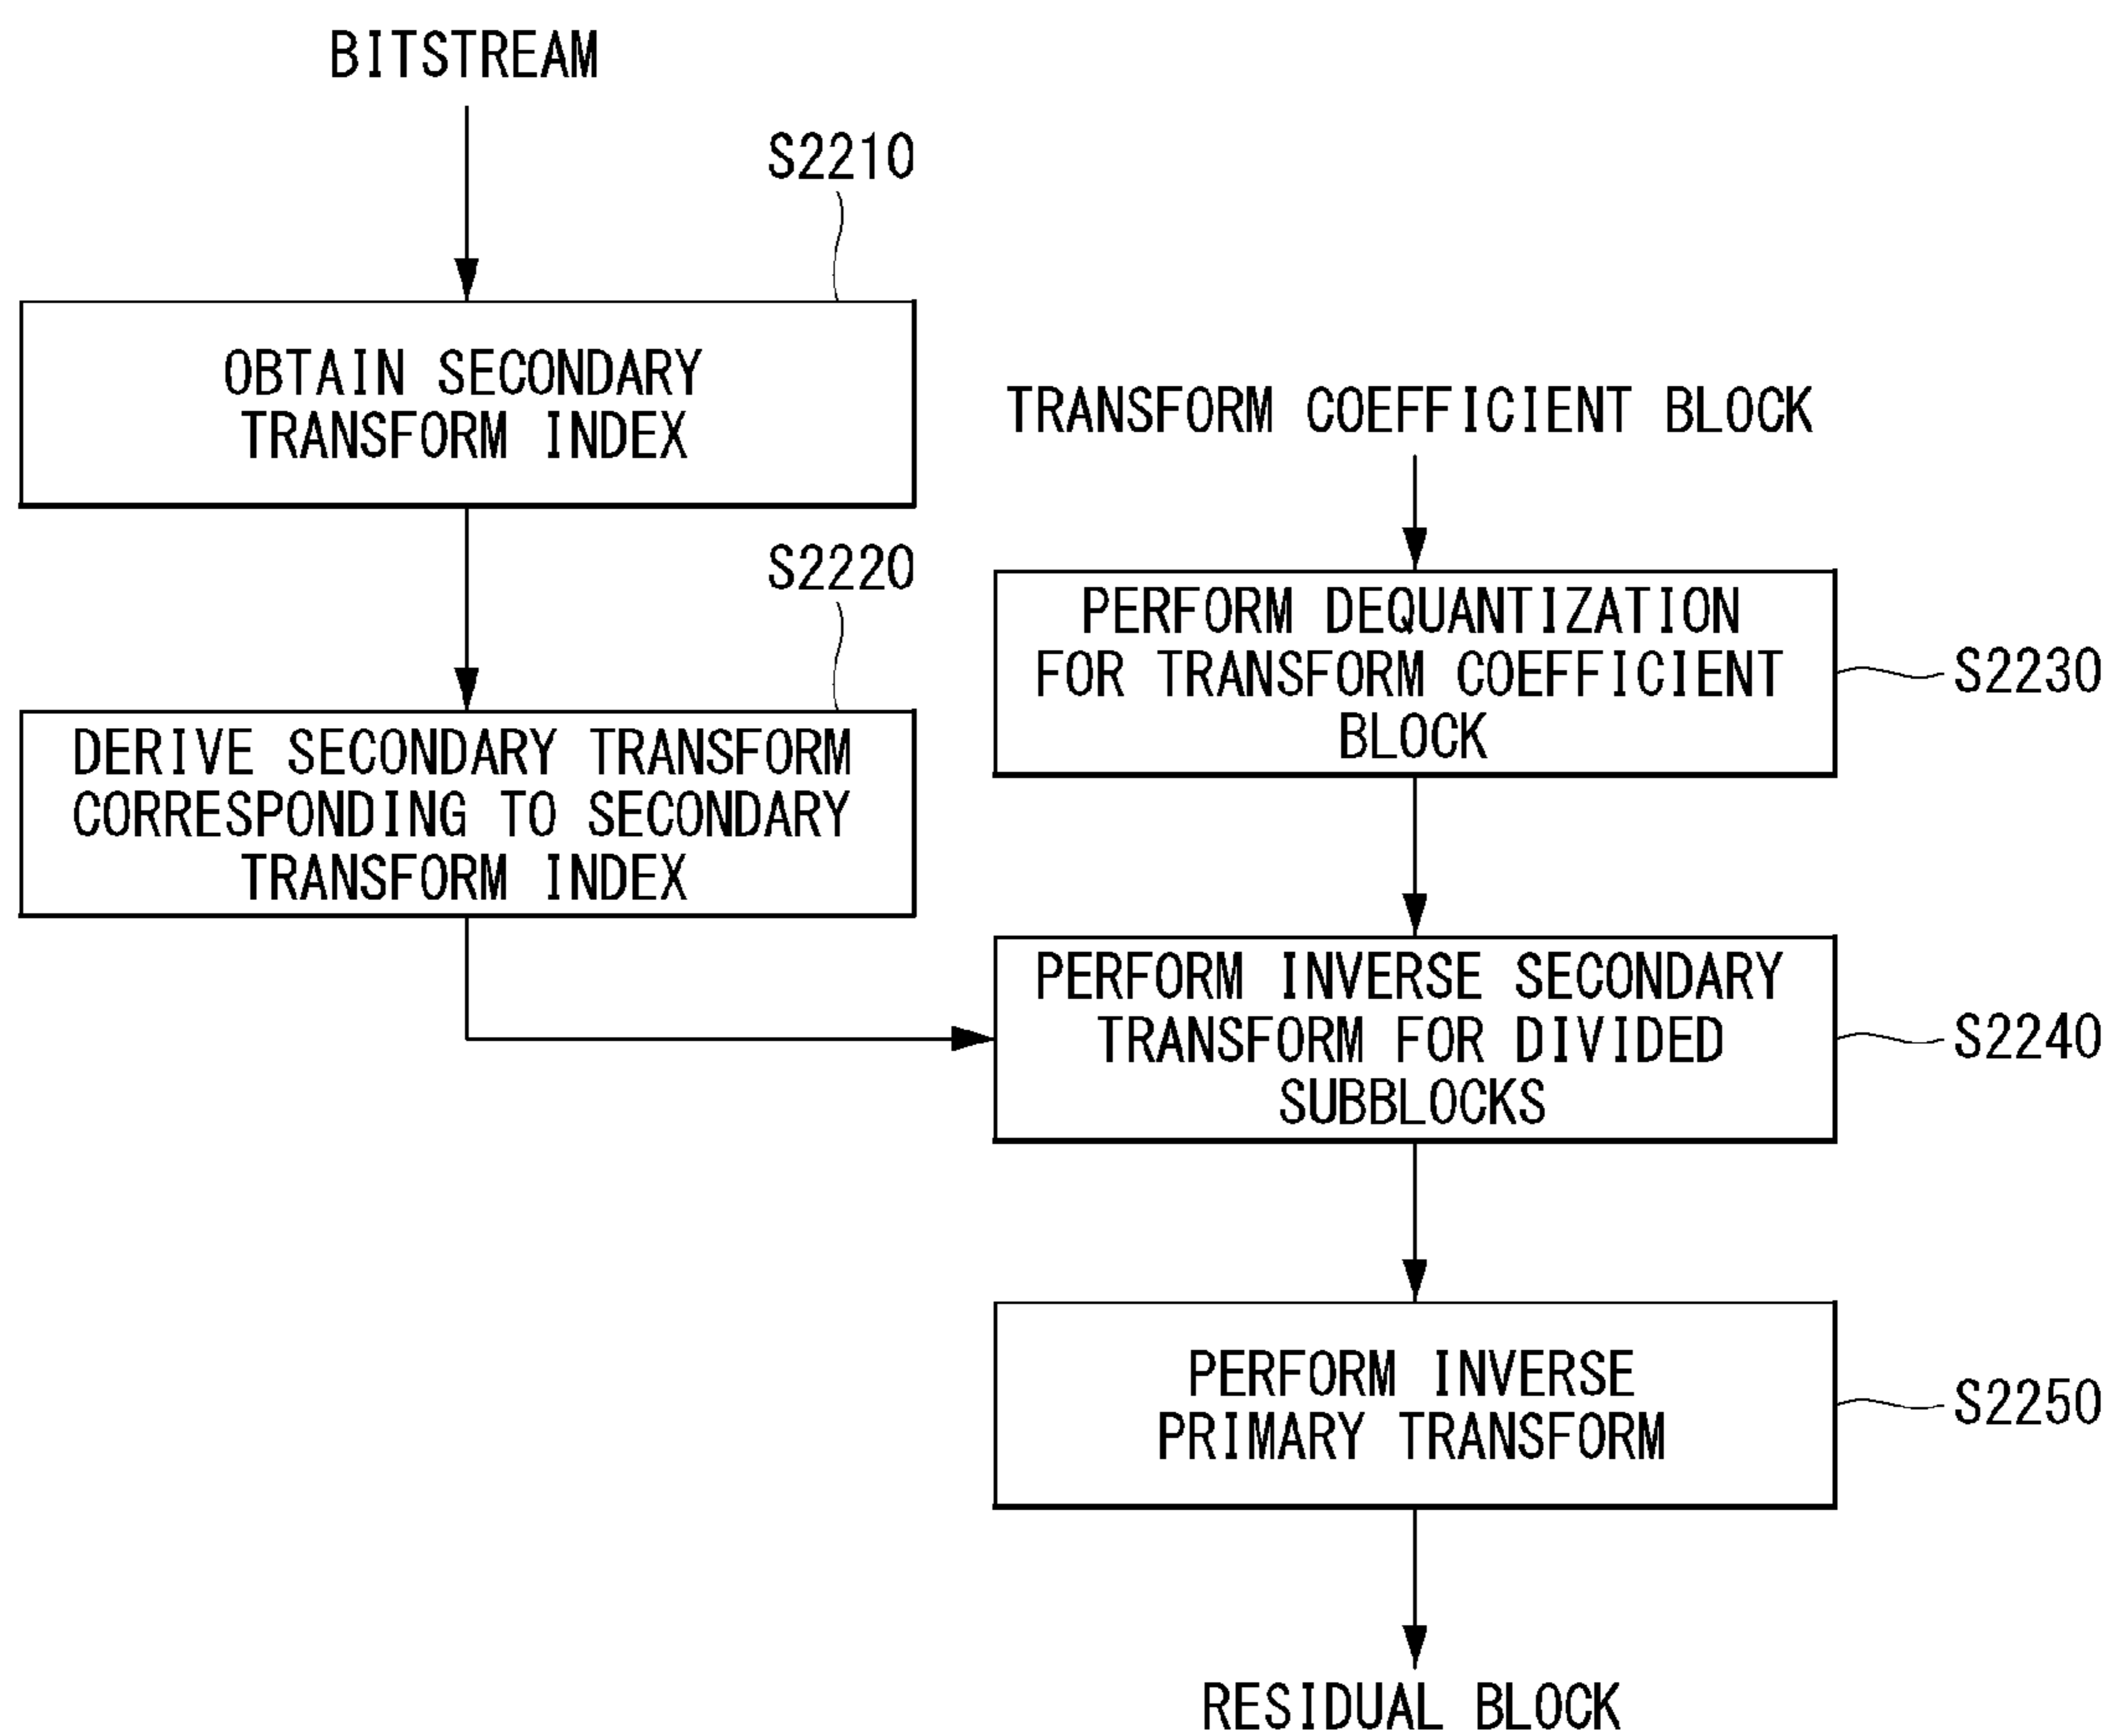 BITSTREAM
S2210
OBTAIN SECONDARY
TRANSFORM INDEX
S2220
DERIVE SECONDARY TRANSFORM
CORRESPONDING TO SECONDARY
TRANSFORM INDEX
TRANSFORM COEFFICIENT BLOCK
PERFORM DEQUANTIZATION
FOR TRANSFORM COEFFICIENT
BLOCK
S2230
PERFORM INVERSE SECONDARY
TRANSFORM FOR DIVIDED
SUBBLOCKS
S2240
PERFORM INVERSE
PRIMARY TRANSFORM
S2250
RESIDUAL BLOCK